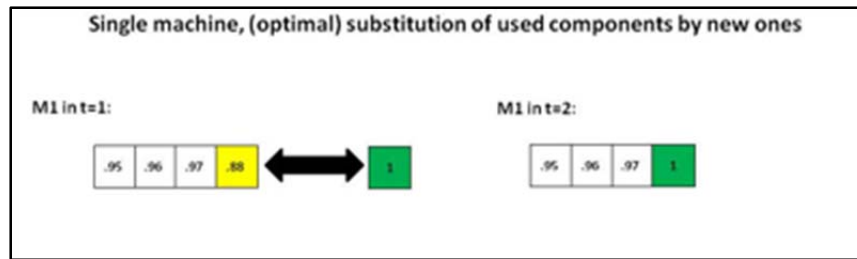 Single machine, (optimal) substitution of used components by new ones
M1 in t=1:
M1 in t=2:
.95 .96 .97 .88 1
.95 .96 .97 1